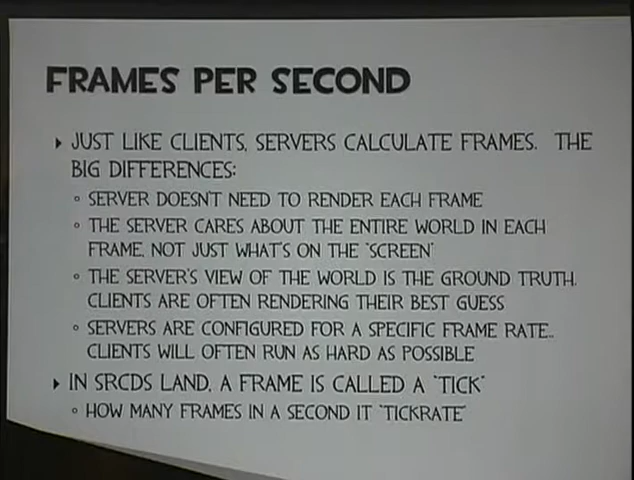 FRAMES PER SECOND
▸ JUST LIKE CLIENTS, SERVERS CALCULATE FRAMES. THE
BIG DIFFERENCES:
◦ SERVER DOESN'T NEED TO RENDER EACH FRAME
◦ THE SERVER CARES ABOUT THE ENTIRE WORLD IN EACH
FRAME, NOT JUST WHAT'S ON THE "SCREEN"
◦ THE SERVER'S VIEW OF THE WORLD IS THE GROUND TRUTH.
CLIENTS ARE OFTEN RENDERING THEIR BEST GUESS
◦ SERVERS ARE CONFIGURED FOR A SPECIFIC FRAME RATE..
CLIENTS WILL OFTEN RUN AS HARD AS POSSIBLE
▸ IN SRCDS LAND, A FRAME IS CALLED A "TICK"
◦ HOW MANY FRAMES IN A SECOND IT "TICKRATE"